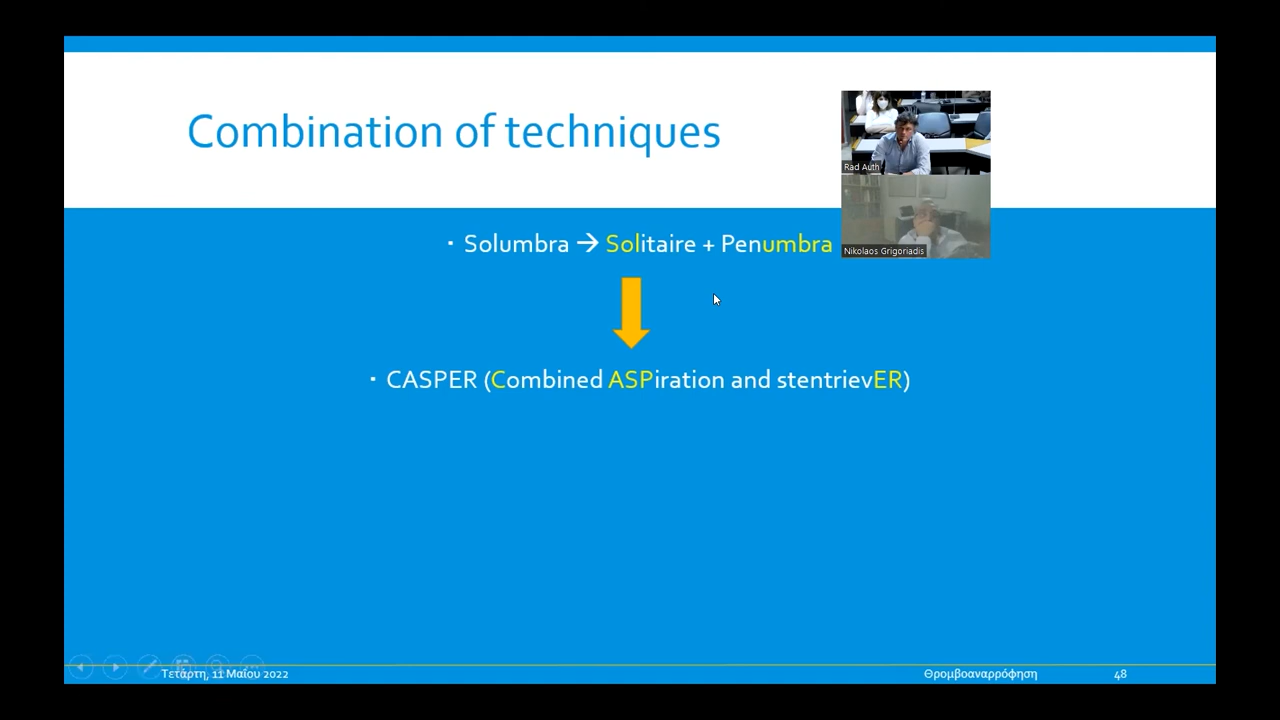 Combination of techniques
Rad Auth
▪ Solumbra → Solitaire + Penumbra
Nikolaos Grigoriadis
▪ CASPER (Combined ASPiration and stentrievER)
Τετάρτη, 11 Μαΐου 2022
Θρομβοαναρρόφηση
48